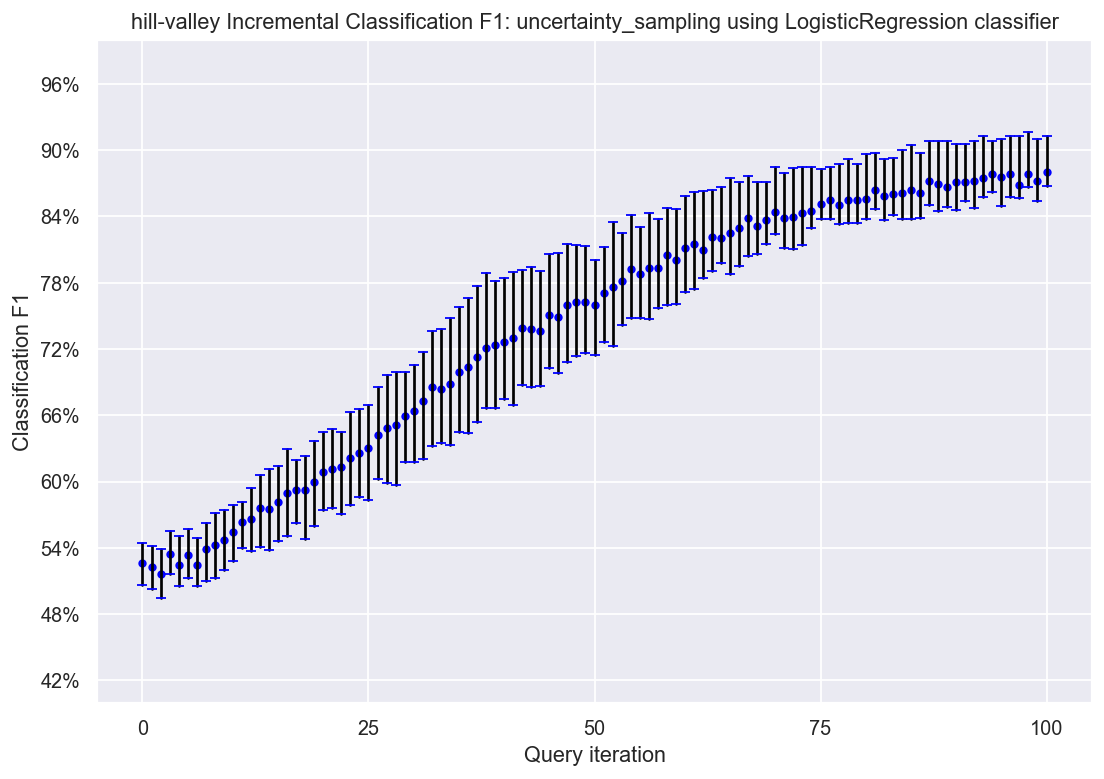 hill-valley Incremental Classification F1: uncertainty_sampling using LogisticRegression classifier
96%
90%
84%
78%
72%
66%
60%
54%
48%
42%
Classification F1
0 25 50 75 100
Query iteration